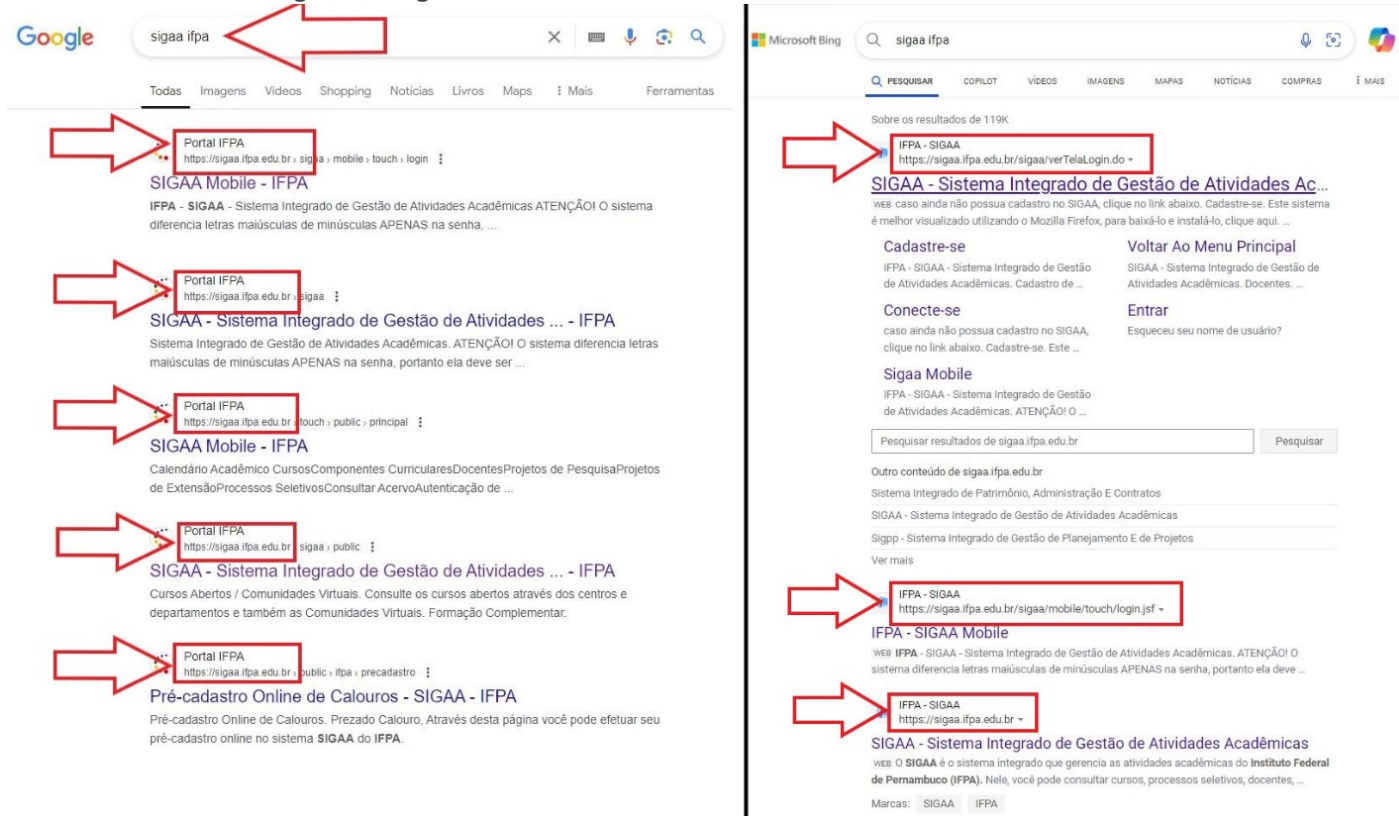 Google
sigaa ifpa
Todas Imagens Vídeos Shopping Notícias Livros Maps Mais Ferramentas
Portal IFPA
https://sigaa.ifpa.edu.br › sigaa › mobile › touch › login
SIGAA Mobile - IFPA
IFPA - SIGAA - Sistema Integrado de Gestão de Atividades Acadêmicas ATENÇÃO! O sistema
diferencia letras maiúsculas de minúsculas APENAS na senha, ...
Portal IFPA
https://sigaa.ifpa.edu.br › sigaa
SIGAA - Sistema Integrado de Gestão de Atividades ... - IFPA
Sistema Integrado de Gestão de Atividades Acadêmicas. ATENÇÃO! O sistema diferencia letras
maiúsculas de minúsculas APENAS na senha, portanto ela deve ser ...
Portal IFPA
https://sigaa.ifpa.edu.br › touch › public › principal
SIGAA Mobile - IFPA
Calendário Acadêmico CursosComponentes CurricularesDocentesProjetos de PesquisaProjetos
de ExtensãoProcessos SeletivosConsultar AcervoAutenticação de ...
Portal IFPA
https://sigaa.ifpa.edu.br › sigaa › public
SIGAA - Sistema Integrado de Gestão de Atividades ... - IFPA
Cursos Abertos / Comunidades Virtuais. Consulte os cursos abertos através dos centros e
departamentos e também as Comunidades Virtuais. Formação Complementar.
Portal IFPA
https://sigaa.ifpa.edu.br › public › ifpa › precadastro
Pré-cadastro Online de Calouros - SIGAA - IFPA
Pré-cadastro Online de Calouros. Prezado Calouro, Através desta página você pode efetuar seu
pré-cadastro online no sistema SIGAA do IFPA.
Microsoft Bing
sigaa ifpa
PESQUISAR COPILOT VÍDEOS IMAGENS MAPAS NOTÍCIAS COMPRAS MAIS
Sobre os resultados de 119K
IFPA - SIGAA
https://sigaa.ifpa.edu.br/sigaa/verTelaLogin.do
SIGAA - Sistema Integrado de Gestão de Atividades Ac...
WEB caso ainda não possua cadastro no SIGAA, clique no link abaixo. Cadastre-se. Este sistema
é melhor visualizado utilizando o Mozilla Firefox, para baixá-lo e instalá-lo, clique aqui. ...
Cadastre-se
IFPA - SIGAA - Sistema Integrado de Gestão
de Atividades Acadêmicas. Cadastro de ...
Voltar Ao Menu Principal
SIGAA - Sistema Integrado de Gestão de
Atividades Acadêmicas. Docentes. ...
Conecte-se
caso ainda não possua cadastro no SIGAA,
clique no link abaixo. Cadastre-se. Este ...
Entrar
Esqueceu seu nome de usuário?
Sigaa Mobile
IFPA - SIGAA - Sistema Integrado de Gestão
de Atividades Acadêmicas. ATENÇÃO! O ...
Pesquisar resultados de sigaa.ifpa.edu.br Pesquisar
Outro conteúdo de sigaa.ifpa.edu.br
Sistema Integrado de Patrimônio, Administração E Contratos
SIGAA - Sistema Integrado de Gestão de Atividades Acadêmicas
Sigpp - Sistema Integrado de Gestão de Planejamento E de Projetos
Ver mais
IFPA - SIGAA
https://sigaa.ifpa.edu.br/sigaa/mobile/touch/login.jsf
IFPA - SIGAA Mobile
WEB IFPA - SIGAA - Sistema Integrado de Gestão de Atividades Acadêmicas. ATENÇÃO! O
sistema diferencia letras maiúsculas de minúsculas APENAS na senha, portanto ela deve ...
IFPA - SIGAA
https://sigaa.ifpa.edu.br
SIGAA - Sistema Integrado de Gestão de Atividades Acadêmicas
WEB O SIGAA é o sistema integrado que gerencia as atividades acadêmicas do Instituto Federal
de Pernambuco (IFPA). Nele, você pode consultar cursos, processos seletivos, docentes, ...
Marcas: SIGAA IFPA